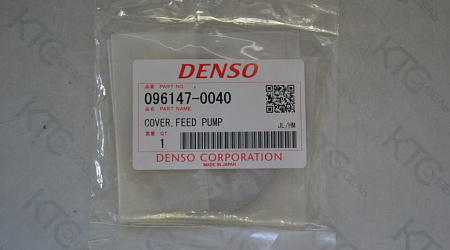 DENSO
品番 PART NO.
096147-0040
品名 PART NAME
COVER, FEED PUMP
数量 QT. JL/HM
1
DENSO CORPORATION
MADE IN JAPAN
KTC